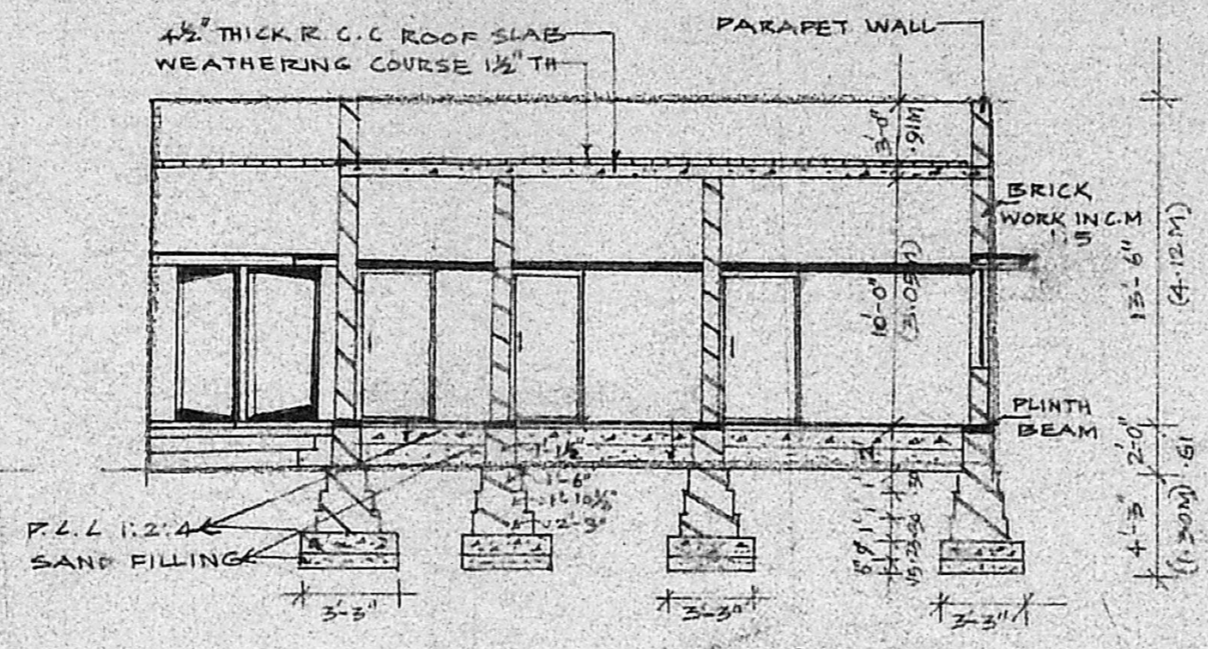 4½" THICK R.C.C ROOF SLAB
WEATHERING COURSE 1½" TH
PARAPET WALL
3'-0"
.91M
BRICK
WORK IN C.M
1:5
13'-6"
(4.12M)
10'-0"
(3.05M)
PLINTH
BEAM
2'-0"
.61
1'-1½"
1'-6"
1'-10½"
2'-3"
P.C.C 1:2:4
SAND FILLING
4'-3"
(1.30M)
3'-3"
3'-3"
3'-3"